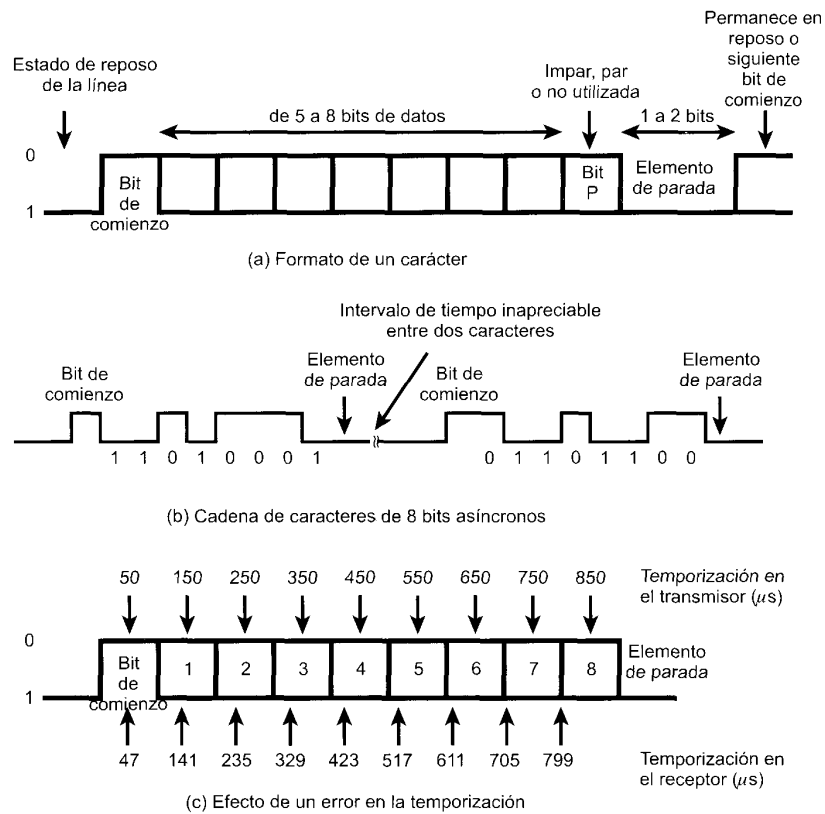 Permanece en
reposo o
siguiente
bit de
comienzo
Estado de reposo
de la línea
Impar, par
o no utilizada
de 5 a 8 bits de datos
1 a 2 bits
0
Bit
de
comienzo
Bit
P
Elemento
de parada
1
(a) Formato de un carácter
Intervalo de tiempo inapreciable
entre dos caracteres
Bit de
comienzo
Elemento
de parada
Bit de
comienzo
Elemento
de parada
1 1 0 1 0 0 0 1
0 1 1 0 1 1 0 0
(b) Cadena de caracteres de 8 bits asíncronos
50 150 250 350 450 550 650 750 850
Temporización en
el transmisor (μs)
0
Bit
de
comienzo
1 2 3 4 5 6 7 8
Elemento
de parada
1
47 141 235 329 423 517 611 705 799
Temporización en
el receptor (μs)
(c) Efecto de un error en la temporización